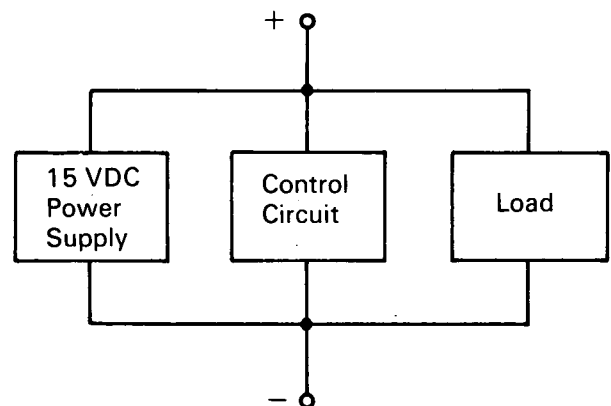 +
15 VDC
Power
Supply
Control
Circuit
Load
−